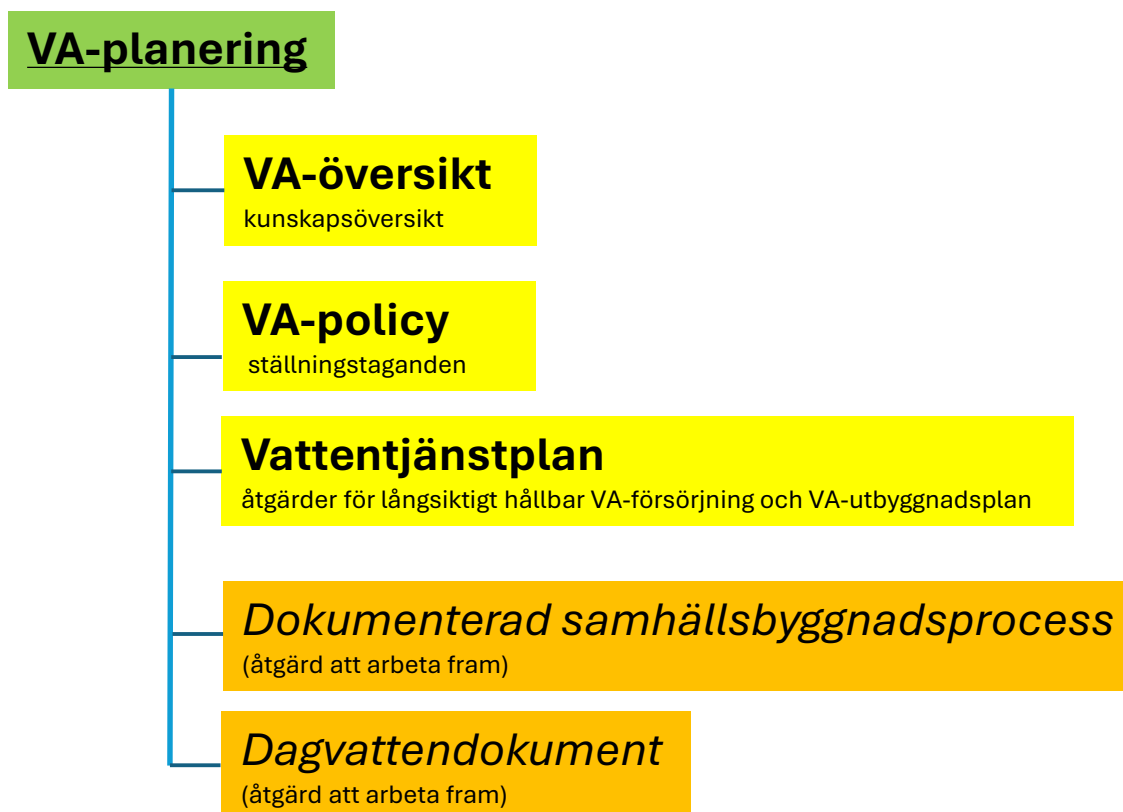 VA-planering
VA-översikt
kunskapsöversikt
VA-policy
ställningstaganden
Vattentjänstplan
åtgärder för långsiktigt hållbar VA-försörjning och VA-utbyggnadsplan
Dokumenterad samhällsbyggnadsprocess
(åtgärd att arbeta fram)
Dagvattendokument
(åtgärd att arbeta fram)